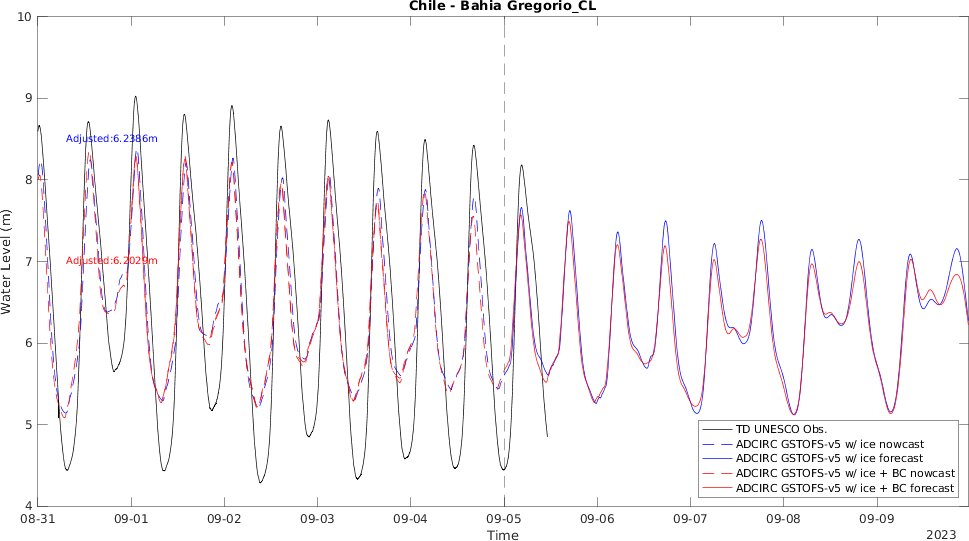 Chile - Bahia Gregorio_CL
10
9
8
7
6
5
4
Water Level (m)
Adjusted:6.2386m
Adjusted:6.2029m
TD UNESCO Obs.
ADCIRC GSTOFS-v5 w/ ice nowcast
ADCIRC GSTOFS-v5 w/ ice forecast
ADCIRC GSTOFS-v5 w/ ice + BC nowcast
ADCIRC GSTOFS-v5 w/ ice + BC forecast
08-31 09-01 09-02 09-03 09-04 09-05 09-06 09-07 09-08 09-09
Time
2023